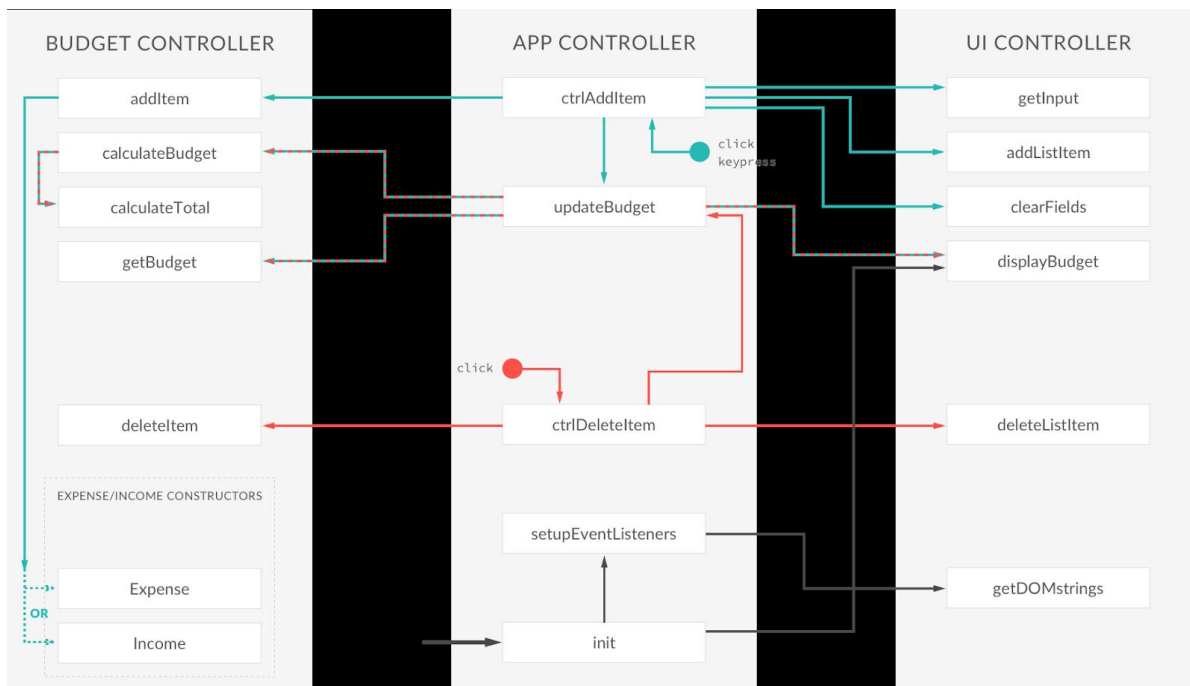 BUDGET CONTROLLER
addItem
calculateBudget
calculateTotal
getBudget
deleteItem
EXPENSE/INCOME CONSTRUCTORS
Expense
OR
Income
APP CONTROLLER
ctrlAddItem
click
keypress
updateBudget
click
ctrlDeleteItem
setupEventListeners
init
UI CONTROLLER
getInput
addListItem
clearFields
displayBudget
deleteListItem
getDOMstrings